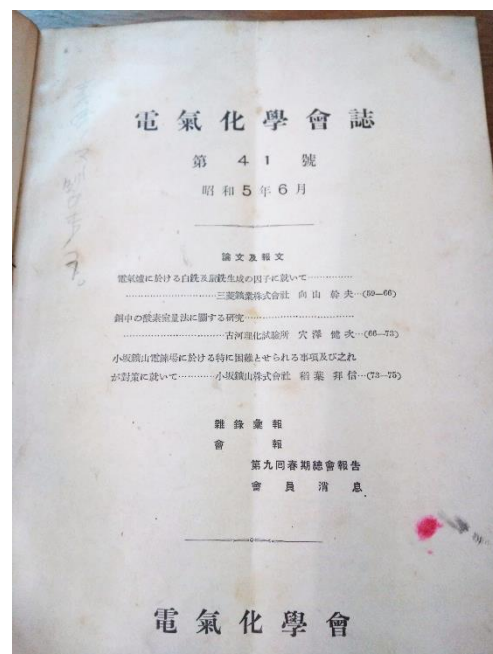 電氣化學會誌
第41號
昭和5年6月
論文及報文
電氣爐に於ける白銑及鼠銑生成の因子に就いて……………
……………………………三菱鑛業株式會社 向山幹夫…(59—66)
銅中の酸素定量法に關する研究……………………………
……………………………古河理化試驗所 穴澤健次…(66—73)
小坂鑛山電錬場に於ける特に困難とせられる事項及び之れ
が對策に就いて…………小坂鑛山株式會社 稻葉 信…(73—75)
雜錄彙報
會報
第九回春期總會報告
會員消息
電氣化學會